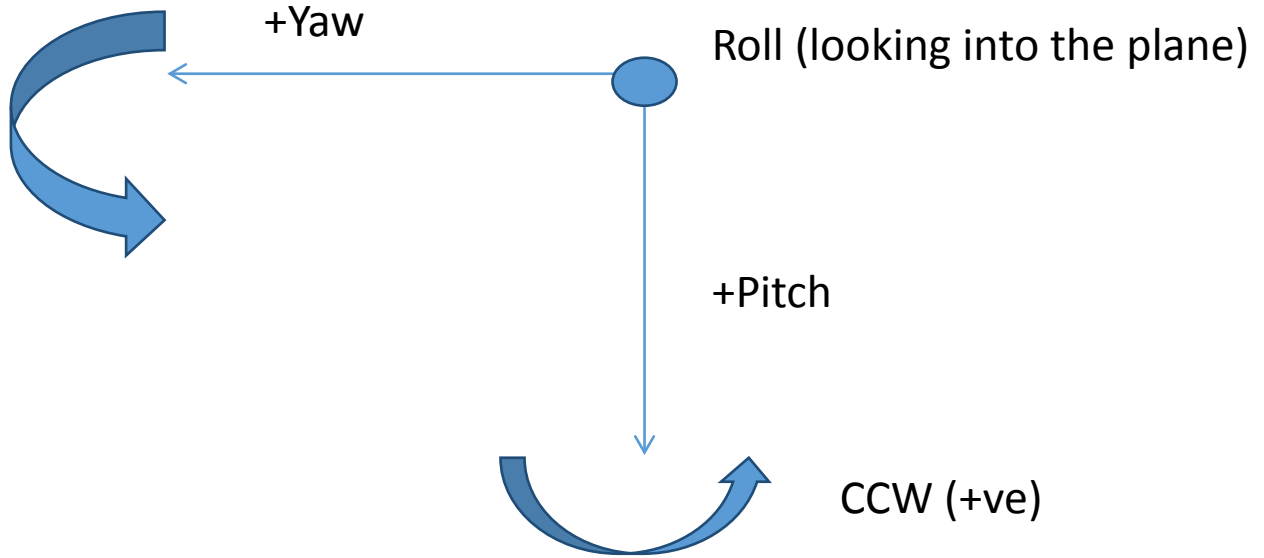 +Yaw
Roll (looking into the plane)
+Pitch
CCW (+ve)